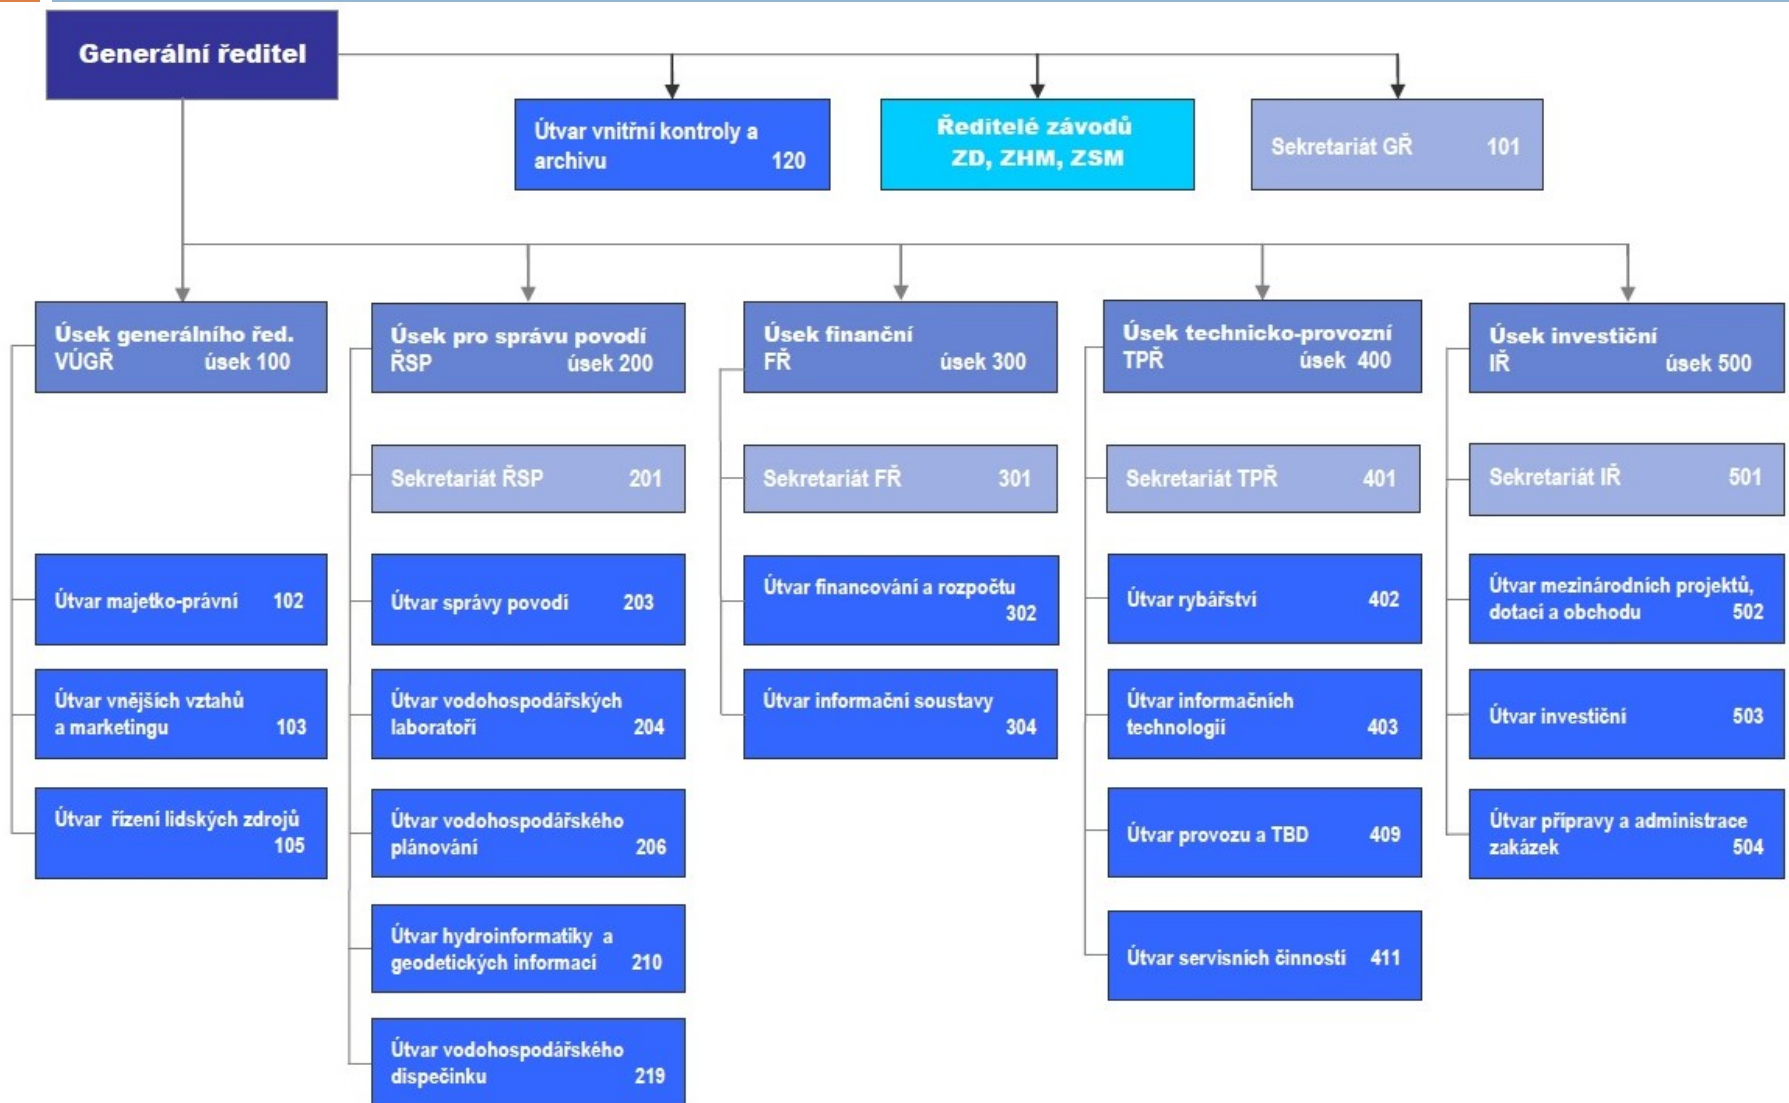 Generální ředitel
Útvar vnitřní kontroly a
archivu 120
Ředitelé závodů
ZD, ZHM, ZSM
Sekretariát GŘ 101
Úsek generálního řed.
VÚGŘ úsek 100
Útvar majetko-právní 102
Útvar vnějších vztahů
a marketingu 103
Útvar řízení lidských zdrojů
105
Úsek pro správu povodí
ŘSP úsek 200
Sekretariát ŘSP 201
Útvar správy povodí 203
Útvar vodohospodářských
laboratoří 204
Útvar vodohospodářského
plánování 206
Útvar hydroinformatiky a
geodetických informací 210
Útvar vodohospodářského
dispečinku 219
Úsek finanční
FŘ úsek 300
Sekretariát FŘ 301
Útvar financování a rozpočtu
302
Útvar informační soustavy
304
Úsek technicko-provozní
TPŘ úsek 400
Sekretariát TPŘ 401
Útvar rybářství 402
Útvar informačních
technologií 403
Útvar provozu a TBD 409
Útvar servisních činností 411
Úsek investiční
IŘ úsek 500
Sekretariát IŘ 501
Útvar mezinárodních projektů,
dotací a obchodu 502
Útvar investiční 503
Útvar přípravy a administrace
zakázek 504